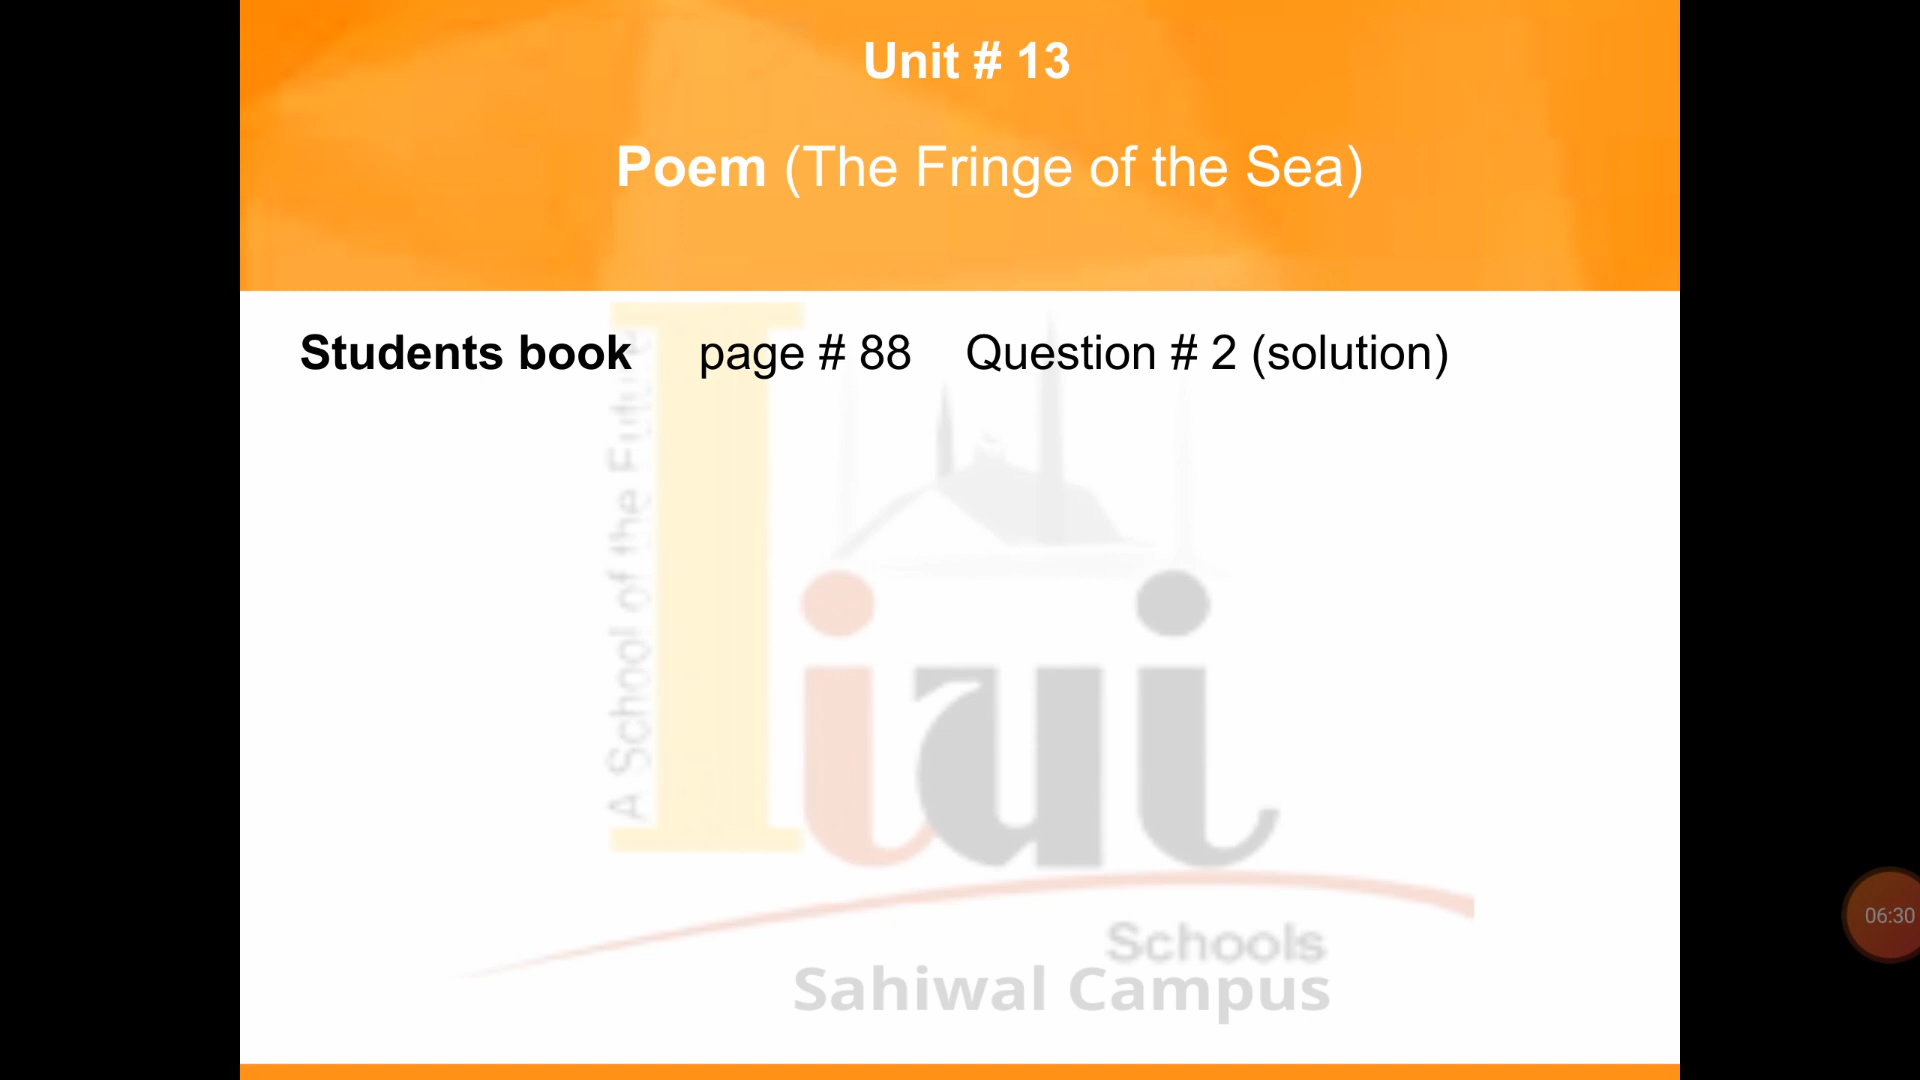 Unit # 13
Poem (The Fringe of the Sea)
Students book page # 88 Question # 2 (solution)
A School of the Future
Iiui
Schools
Sahiwal Campus
06:30